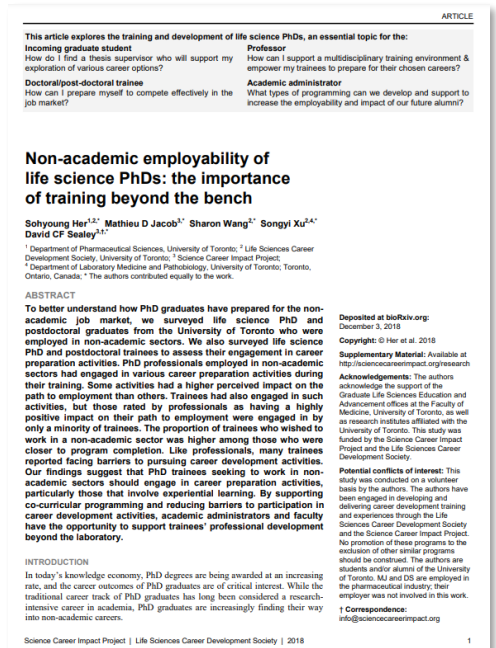 ARTICLE
This article explores the training and development of life science PhDs, an essential topic for the:
Incoming graduate student
How do I find a thesis supervisor who will support my
exploration of various career options?
Doctoral/post-doctoral trainee
How can I prepare myself to compete effectively in the
job market?
Professor
How can I support a multidisciplinary training environment &
empower my trainees to prepare for their chosen careers?
Academic administrator
What types of programming can we develop and support to
increase the employability and impact of our future alumni?
Non-academic employability of
life science PhDs: the importance
of training beyond the bench
Sohyoung Her1,2,* Mathieu D Jacob3,* Sharon Wang2,* Songyi Xu2,4,*
David CF Sealey3,†,*
1 Department of Pharmaceutical Sciences, University of Toronto; 2 Life Sciences Career
Development Society, University of Toronto; 3 Science Career Impact Project;
4 Department of Laboratory Medicine and Pathobiology, University of Toronto; Toronto,
Ontario, Canada; * The authors contributed equally to the work.
ABSTRACT
To better understand how PhD graduates have prepared for the non-
academic job market, we surveyed life science PhD and
postdoctoral graduates from the University of Toronto who were
employed in non-academic sectors. We also surveyed life science
PhD and postdoctoral trainees to assess their engagement in career
preparation activities. PhD professionals employed in non-academic
sectors had engaged in various career preparation activities during
their training. Some activities had a higher perceived impact on the
path to employment than others. Trainees had also engaged in such
activities, but those rated by professionals as having a highly
positive impact on their path to employment were engaged in by
only a minority of trainees. The proportion of trainees who wished to
work in a non-academic sector was higher among those who were
closer to program completion. Like professionals, many trainees
reported facing barriers to pursuing career development activities.
Our findings suggest that PhD trainees seeking to work in non-
academic sectors should engage in career preparation activities,
particularly those that involve experiential learning. By supporting
co-curricular programming and reducing barriers to participation in
career development activities, academic administrators and faculty
have the opportunity to support trainees' professional development
beyond the laboratory.
INTRODUCTION
In today's knowledge economy, PhD degrees are being awarded at an increasing
rate, and the career outcomes of PhD graduates are of critical interest. While the
traditional career track of PhD graduates has long been considered a research-
intensive career in academia, PhD graduates are increasingly finding their way
into non-academic careers.
Deposited at bioRxiv.org:
December 3, 2018
Copyright: © Her et al. 2018
Supplementary Material: Available at
http://sciencecareerimpact.org/research
Acknowledgements: The authors
acknowledge the support of the
Graduate Life Sciences Education and
Advancement offices at the Faculty of
Medicine, University of Toronto, as well
as research institutes affiliated with the
University of Toronto. This study was
funded by the Science Career Impact
Project and the Life Sciences Career
Development Society.
Potential conflicts of interest: This
study was conducted on a volunteer
basis by the authors. The authors have
been engaged in developing and
delivering career development training
and experiences through the Life
Sciences Career Development Society
and the Science Career Impact Project.
No promotion of these programs to the
exclusion of other similar programs
should be construed. The authors are
students and/or alumni of the University
of Toronto. MJ and DS are employed in
the pharmaceutical industry; their
employer was not involved in this work.
† Correspondence:
info@sciencecareerimpact.org
Science Career Impact Project | Life Sciences Career Development Society | 2018
1